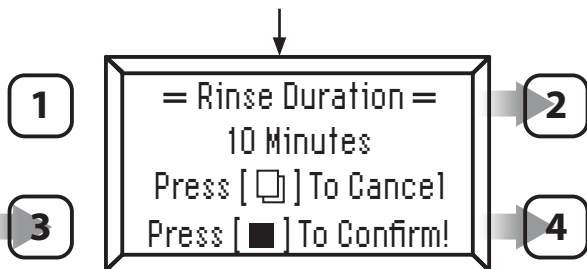 1
2
= Rinse Duration =
10 Minutes
Press [ ❐ ] To Cancel
Press [ ■ ] To Confirm!
3
4